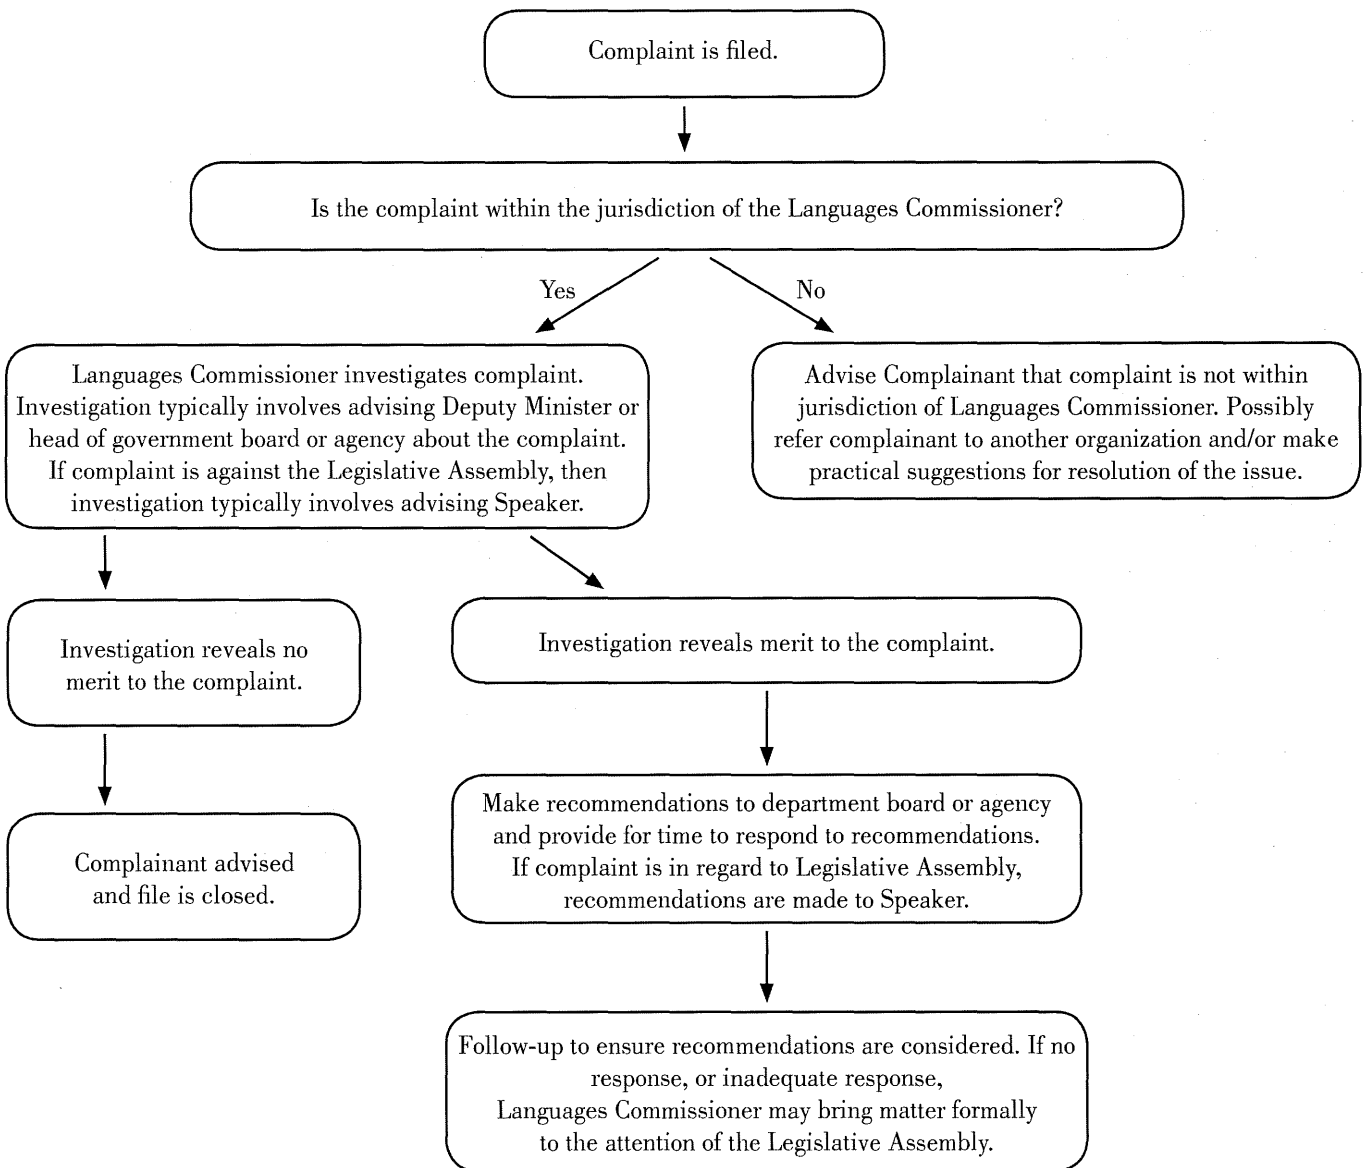 Complaint is filed.
Is the complaint within the jurisdiction of the Languages Commissioner?
Yes
No
Languages Commissioner investigates complaint.
Investigation typically involves advising Deputy Minister or
head of government board or agency about the complaint.
If complaint is against the Legislative Assembly, then
investigation typically involves advising Speaker.
Advise Complainant that complaint is not within
jurisdiction of Languages Commissioner. Possibly
refer complainant to another organization and/or make
practical suggestions for resolution of the issue.
Investigation reveals no
merit to the complaint.
Investigation reveals merit to the complaint.
Complainant advised
and file is closed.
Make recommendations to department board or agency
and provide for time to respond to recommendations.
If complaint is in regard to Legislative Assembly,
recommendations are made to Speaker.
Follow-up to ensure recommendations are considered. If no
response, or inadequate response,
Languages Commissioner may bring matter formally
to the attention of the Legislative Assembly.